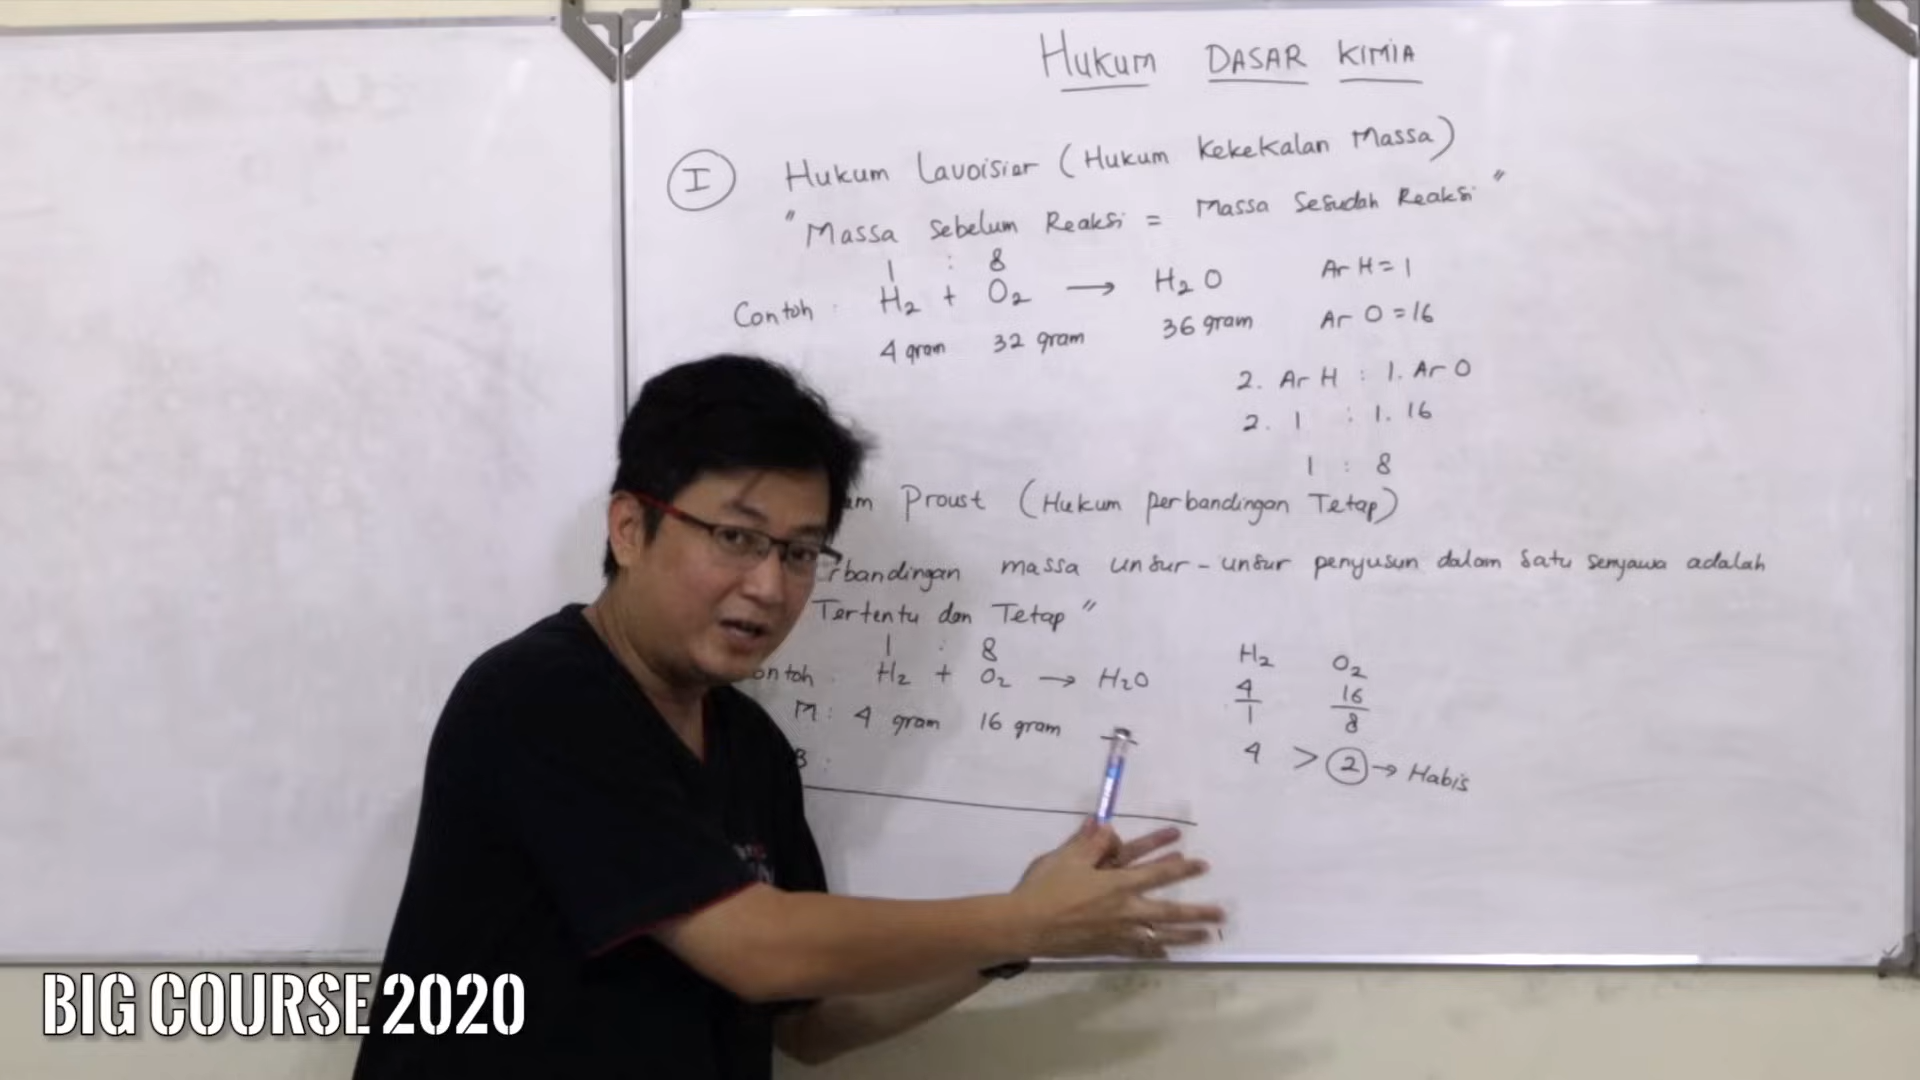 HUKUM DASAR KIMIA
I Hukum Lavoisier (Hukum Kekekalan Massa)
"Massa Sebelum Reaksi = Massa Sesudah Reaksi"
1 : 8
Contoh : H₂ + O₂ → H₂O
4 gram 32 gram 36 gram
Ar H = 1
Ar O = 16
2. Ar H : 1. Ar O
2. 1 : 1. 16
1 : 8
Proust (Hukum perbandingan Tetap)
massa unsur-unsur penyusun dalam satu senyawa adalah
Tertentu dan Tetap"
1 : 8
ontoh : H₂ + O₂ → H₂O
M : 4 gram 16 gram
B :
H₂ O₂
4/1 16/8
4 > 2 → Habis
BIG COURSE 2020